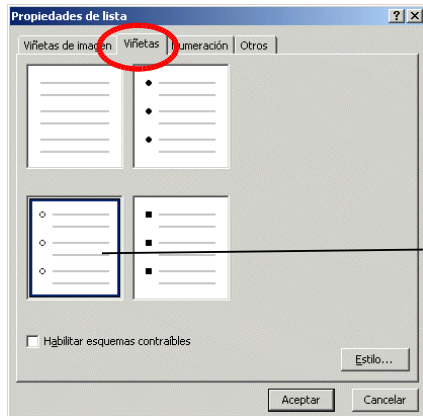 Propiedades de lista
Viñetas de imagen Viñetas Numeración Otros
Habilitar esquemas contraíbles
Estilo...
Aceptar Cancelar